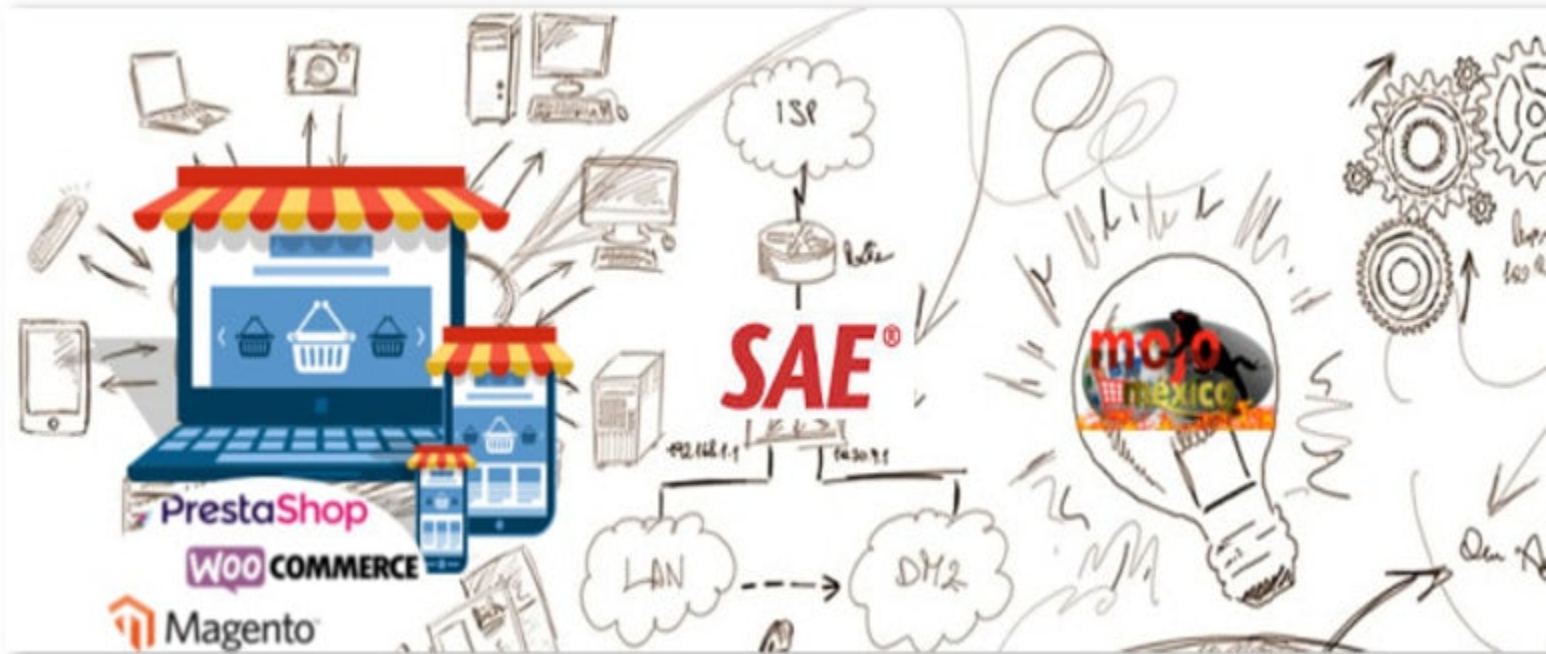 ISP
SAE®
mojo
méxico
192.168.1.1
PrestaShop
WOO COMMERCE
LAN
DMZ
Magento